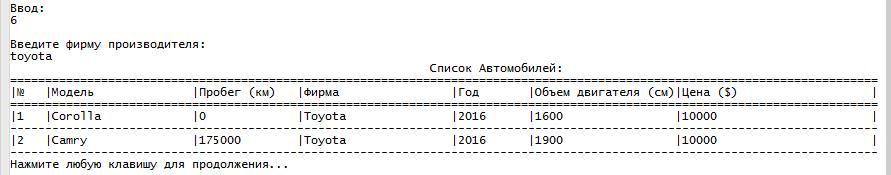 Ввод:
6
Введите фирму производителя:
toyota
Список Автомобилей:
|№ |Модель |Пробег (км) |Фирма |Год |Объем двигателя (см)|Цена ($) |
|1 |Corolla |0 |Toyota |2016 |1600 |10000 |
|2 |Camry |175000 |Toyota |2016 |1900 |10000 |
Нажмите любую клавишу для продолжения...